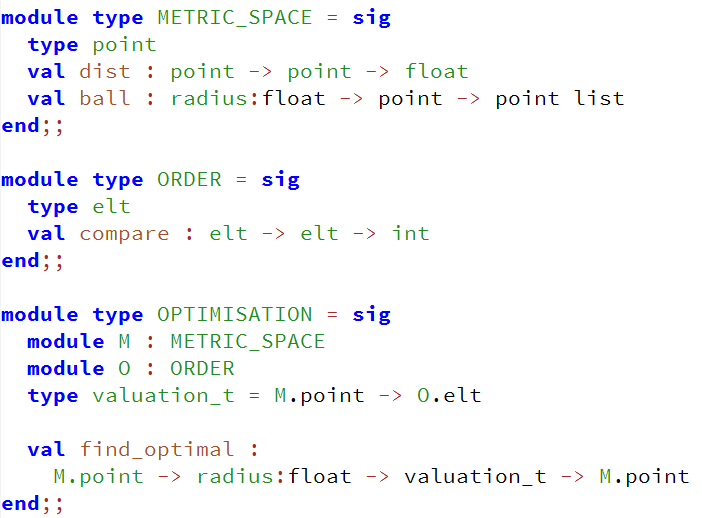 module type METRIC_SPACE = sig
  type point
  val dist : point -> point -> float
  val ball : radius:float -> point -> point list
end;;

module type ORDER = sig
  type elt
  val compare : elt -> elt -> int
end;;

module type OPTIMISATION = sig
  module M : METRIC_SPACE
  module O : ORDER
  type valuation_t = M.point -> O.elt

  val find_optimal :
    M.point -> radius:float -> valuation_t -> M.point
end;;